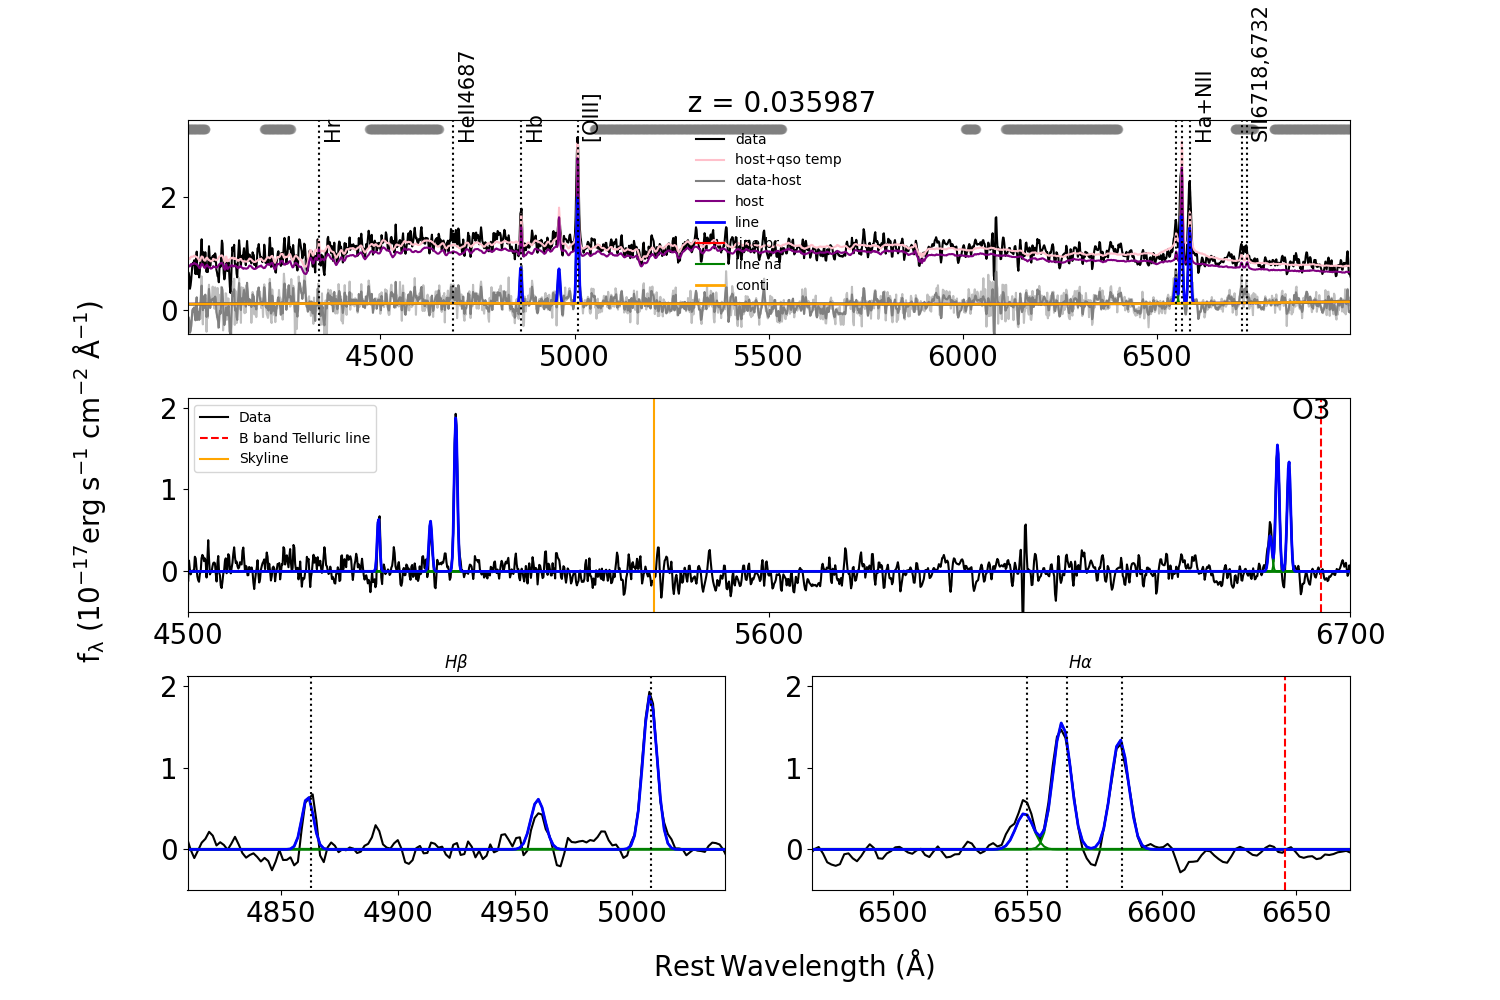 z = 0.035987
Hr
HeII4687
Hb
[OIII]
Ha+NII
SII6718,6732
data
host+qso temp
data-host
host
line
line br
line na
conti
2
0
4500
5000
5500
6000
6500
fλ (10⁻¹⁷erg s⁻¹ cm⁻² Å⁻¹)
Data
B band Telluric line
Skyline
O3
2
1
0
4500
5600
6700
Hβ
2
1
0
4850
4900
4950
5000
Hα
2
1
0
6500
6550
6600
6650
Rest Wavelength (Å)